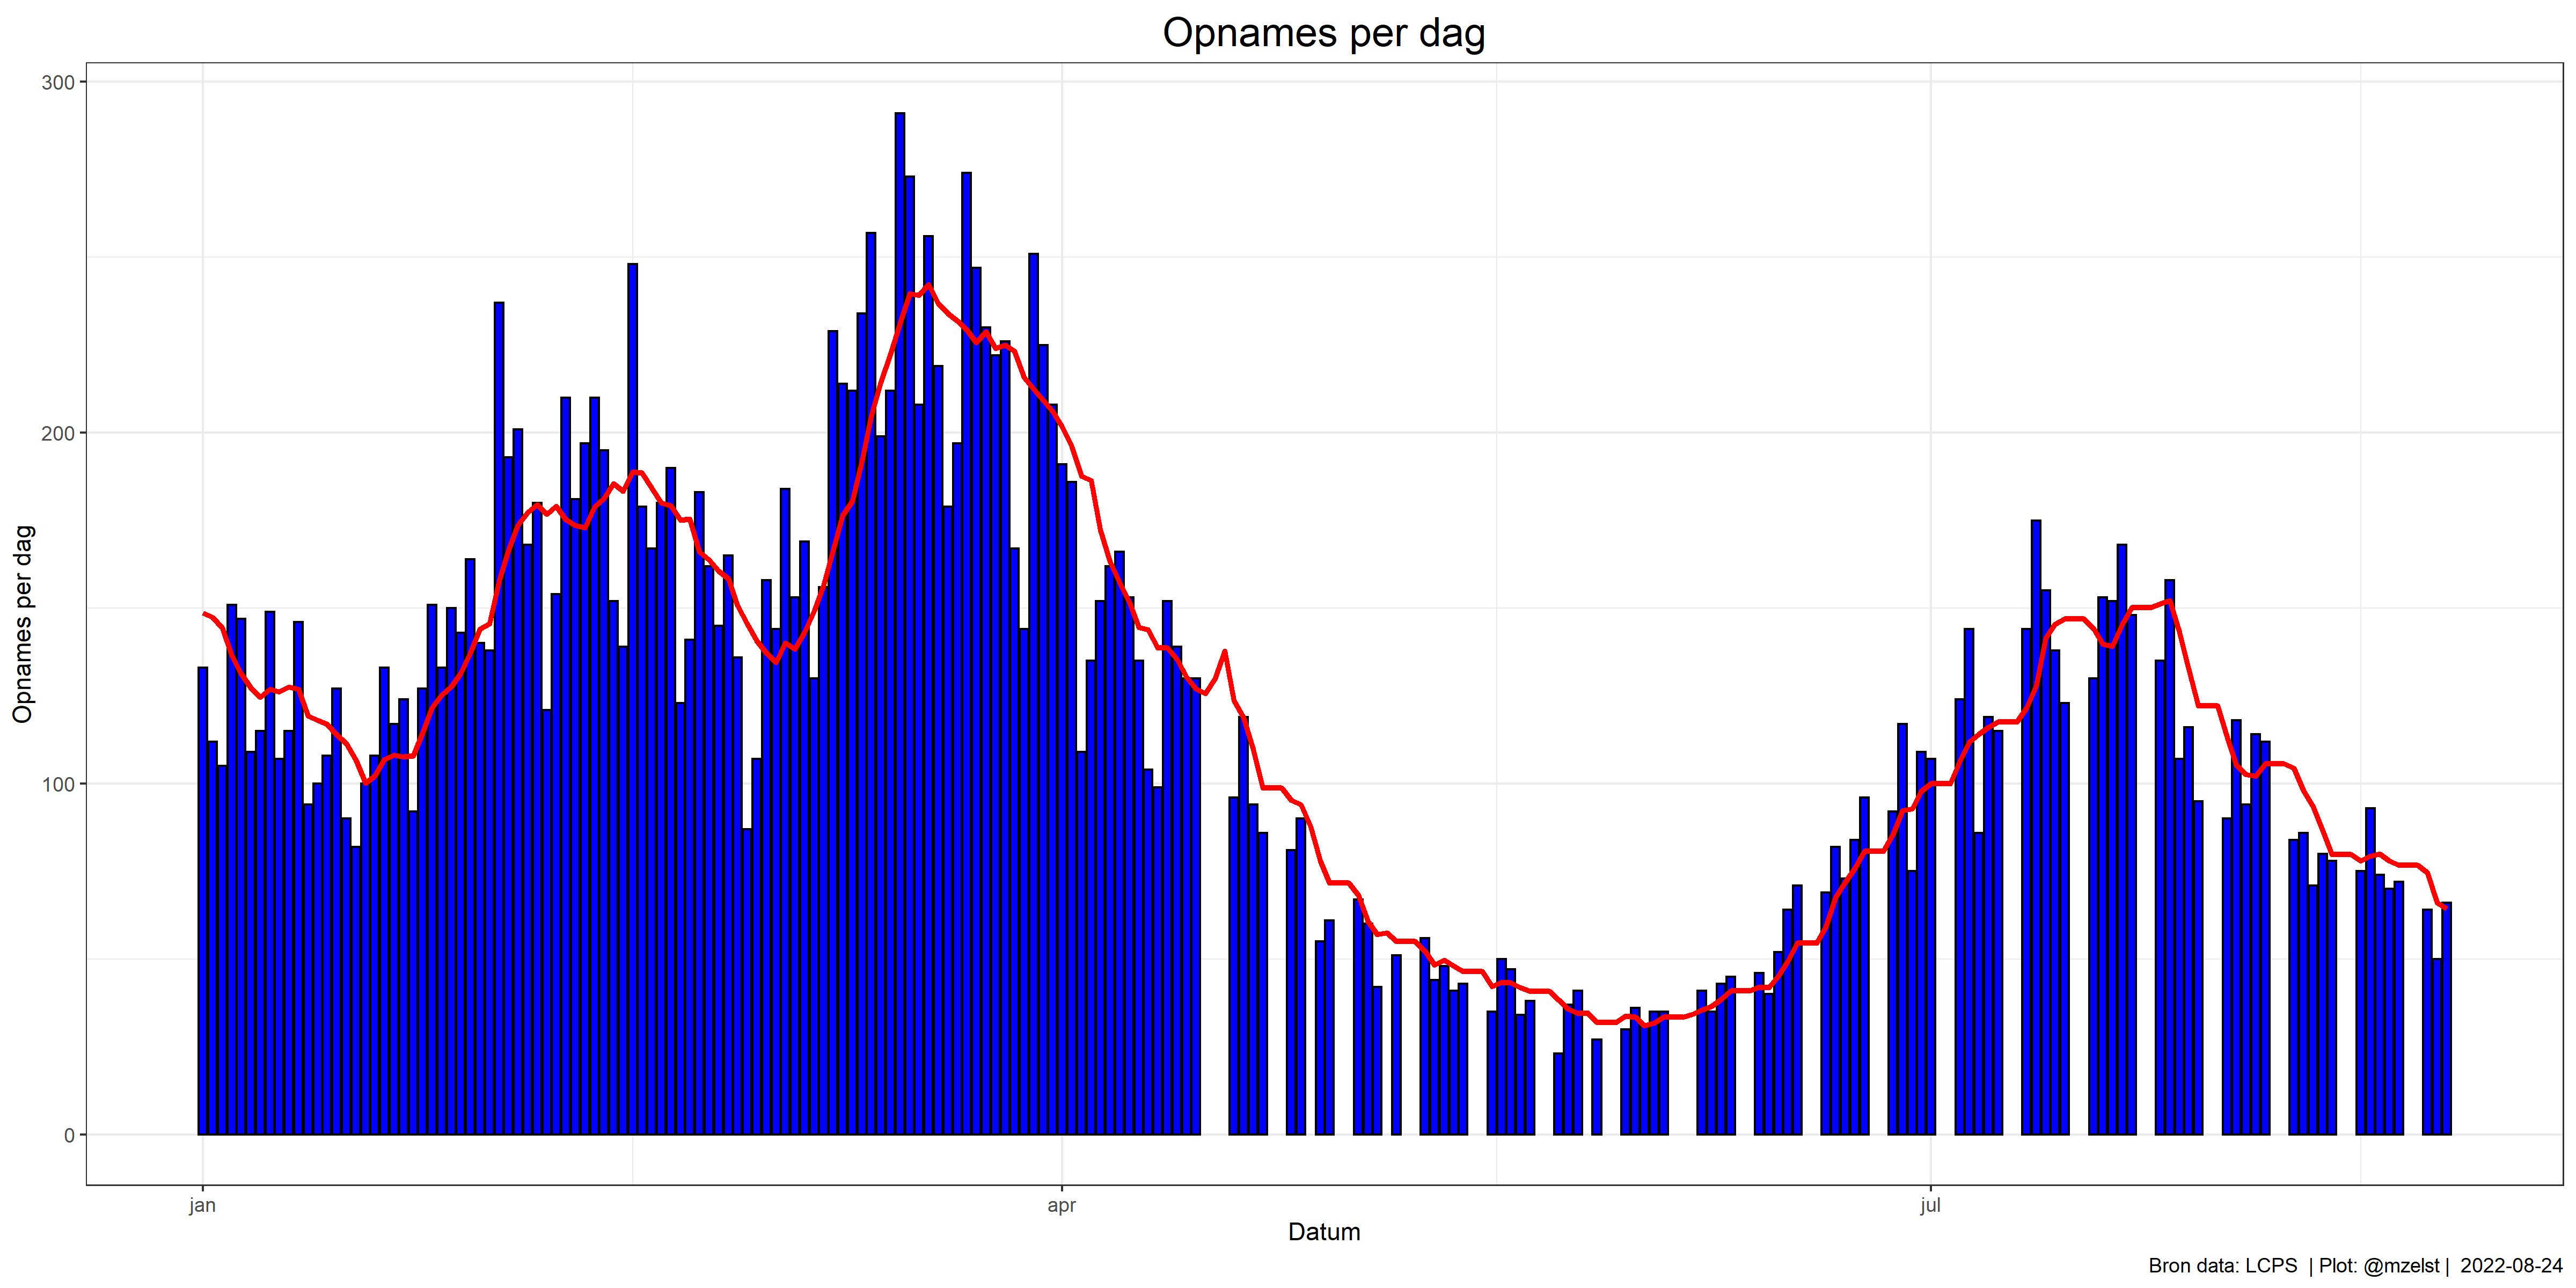 Opnames per dag
300
200
100
0
Opnames per dag
jan
apr
jul
Datum
Bron data: LCPS | Plot: @mzelst | 2022-08-24